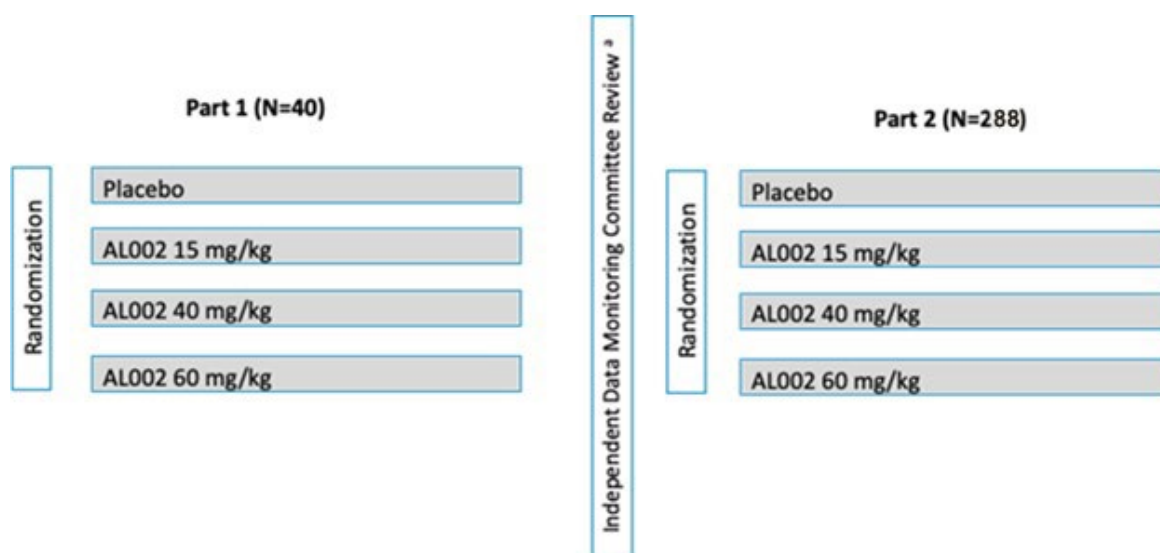 Part 1 (N=40)
Randomization
Placebo
AL002 15 mg/kg
AL002 40 mg/kg
AL002 60 mg/kg
Independent Data Monitoring Committee Review ª
Part 2 (N=288)
Randomization
Placebo
AL002 15 mg/kg
AL002 40 mg/kg
AL002 60 mg/kg